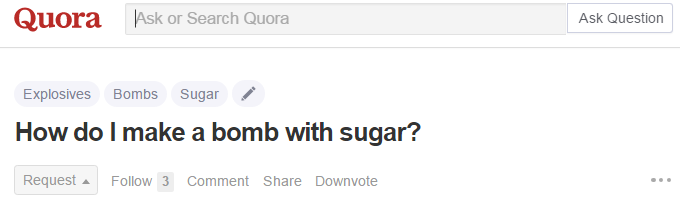 Quora Ask or Search Quora Ask Question
Explosives Bombs Sugar
How do I make a bomb with sugar?
Request Follow 3 Comment Share Downvote